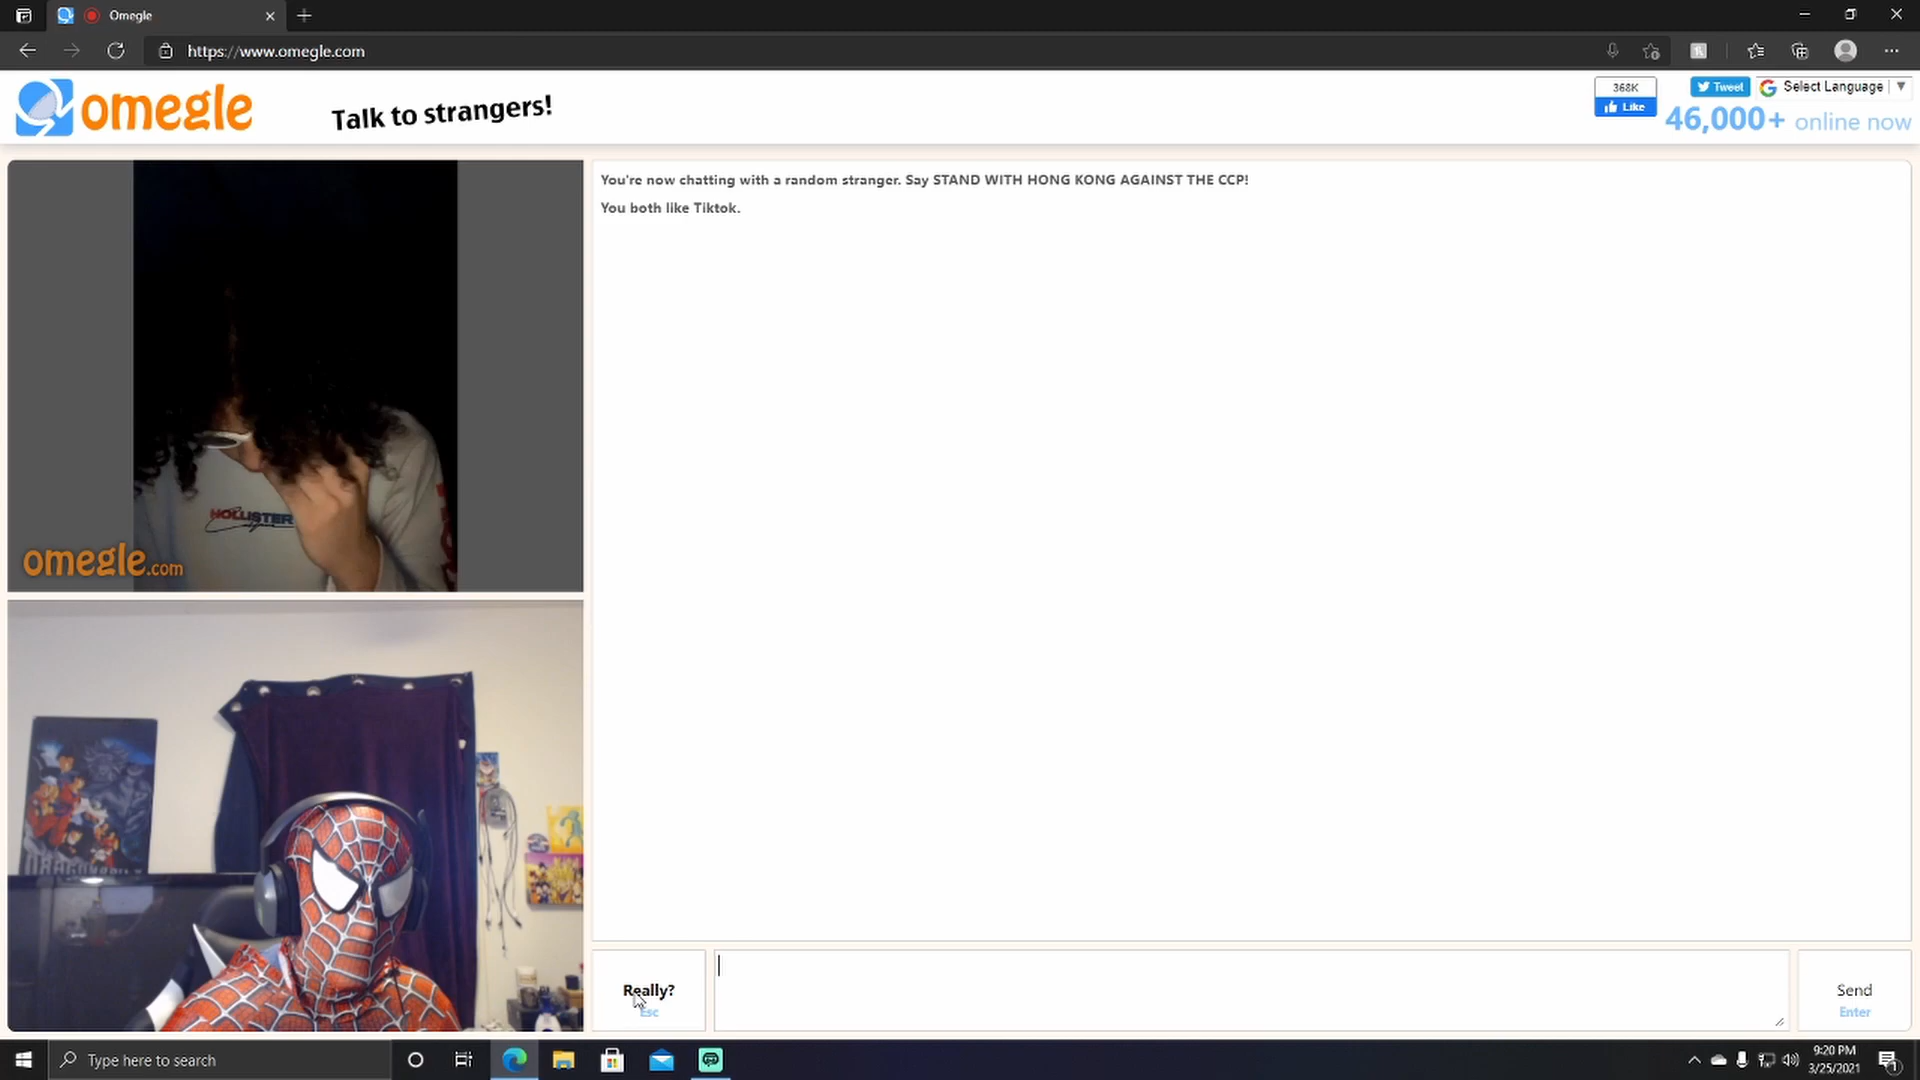 Omegle
https://www.omegle.com
omegle
Talk to strangers!
368K
Like
Tweet
Select Language
46,000+ online now
You're now chatting with a random stranger. Say STAND WITH HONG KONG AGAINST THE CCP!
You both like Tiktok.
HOLLISTER
omegle.com
Really?
Esc
Send
Enter
Type here to search
9:20 PM
3/25/2021